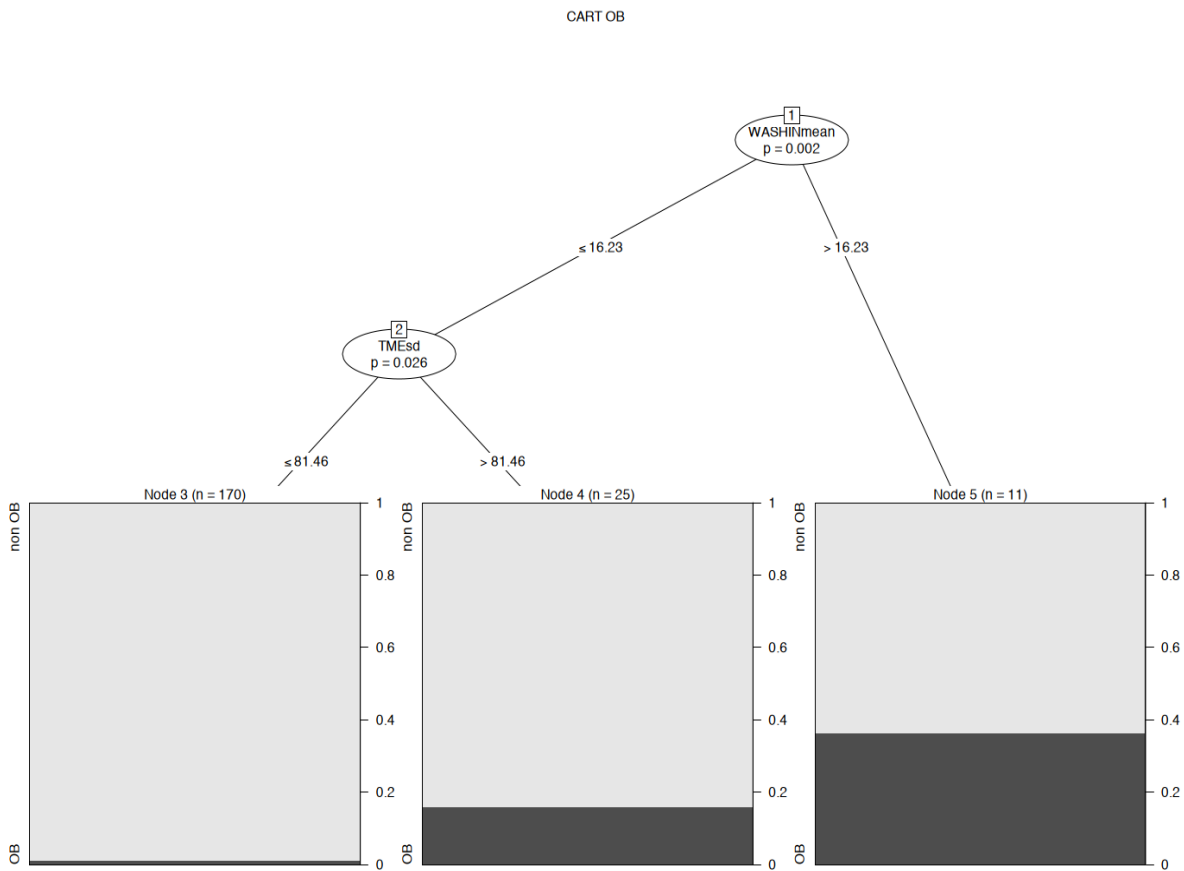 CART OB
1
WASHINmean
p = 0.002
≤ 16.23
> 16.23
2
TMEsd
p = 0.026
≤ 81.46
> 81.46
Node 3 (n = 170)
non OB
OB
1
0.8
0.6
0.4
0.2
0
Node 4 (n = 25)
non OB
OB
1
0.8
0.6
0.4
0.2
0
Node 5 (n = 11)
non OB
OB
1
0.8
0.6
0.4
0.2
0